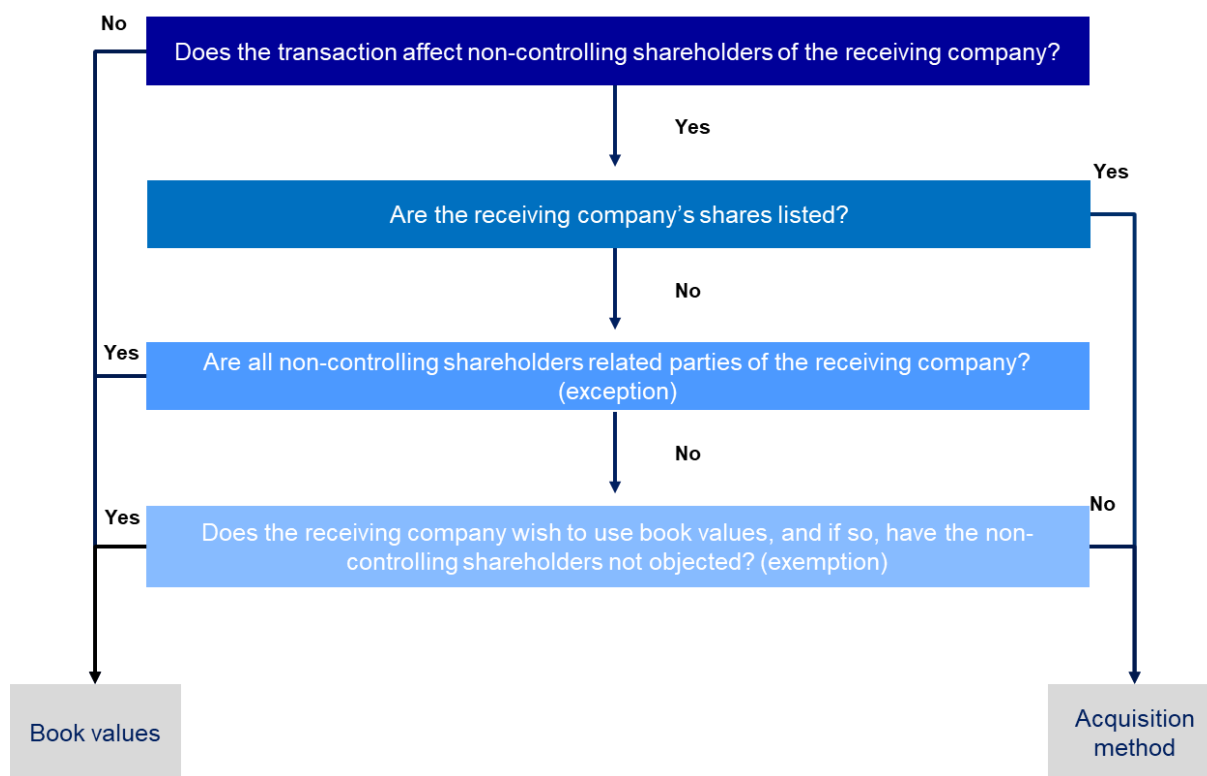 No
Does the transaction affect non-controlling shareholders of the receiving company?
Yes
Yes
Are the receiving company’s shares listed?
No
Yes
Are all non-controlling shareholders related parties of the receiving company?
(exception)
No
Yes
Does the receiving company wish to use book values, and if so, have the non-
controlling shareholders not objected? (exemption)
No
Book values
Acquisition
method